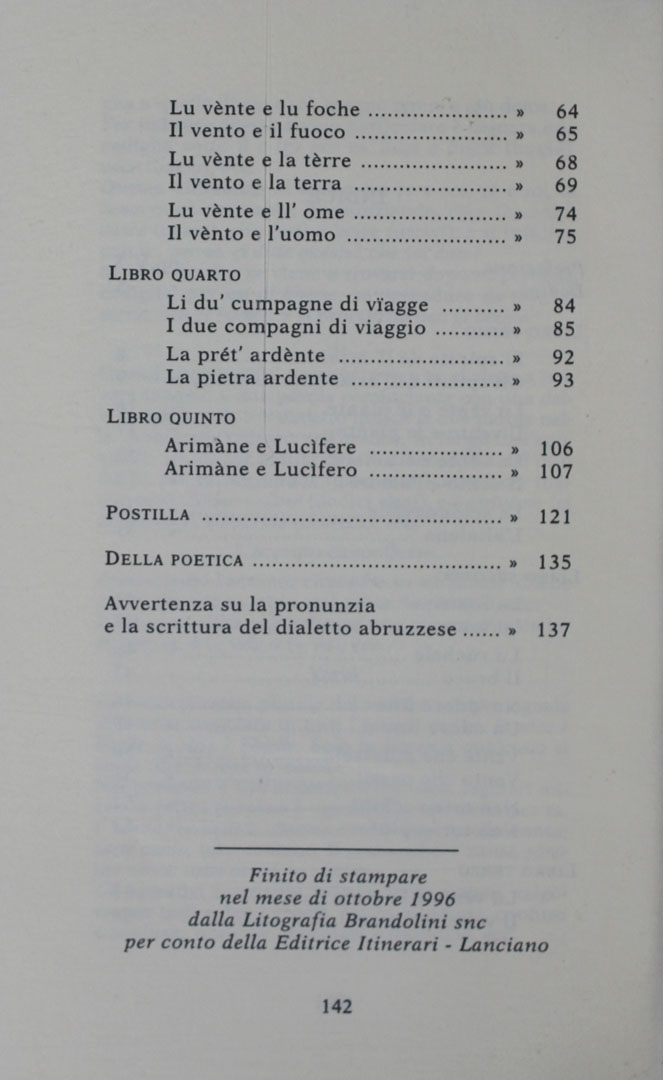 Lu vènte e lu foche ....................... » 64
Il vento e il fuoco ......................... » 65
Lu vènte e la tèrre ........................ » 68
Il vento e la terra ......................... » 69
Lu vènte e ll' ome ......................... » 74
Il vènto e l'uomo .......................... » 75
LIBRO QUARTO
Li du' cumpagne di vïagge .......... » 84
I due compagni di viaggio ........... » 85
La prét' ardènte ........................... » 92
La pietra ardente ......................... » 93
LIBRO QUINTO
Arimàne e Lucìfere ..................... » 106
Arimàne e Lucìfero ..................... » 107
POSTILLA ................................................ » 121
DELLA POETICA ........................................ » 135
Avvertenza su la pronunzia
e la scrittura del dialetto abruzzese ...... » 137
Finito di stampare
nel mese di ottobre 1996
dalla Litografia Brandolini snc
per conto della Editrice Itinerari - Lanciano
142